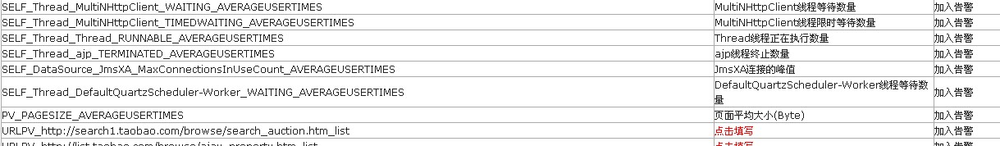 SELF_Thread_MultiNHttpClient_WAITING_AVERAGEUSERTIMES MultiNHttpClient线程等待数量 加入告警
SELF_Thread_MultiNHttpClient_TIMEDWAITING_AVERAGEUSERTIMES MultiNHttpClient线程限时等待数量 加入告警
SELF_Thread_Thread_RUNNABLE_AVERAGEUSERTIMES Thread线程正在执行数量 加入告警
SELF_Thread_ajp_TERMINATED_AVERAGEUSERTIMES ajp线程终止数量 加入告警
SELF_DataSource_JmsXA_MaxConnectionsInUseCount_AVERAGEUSERTIMES JmsXA连接的峰值 加入告警
SELF_Thread_DefaultQuartzScheduler-Worker_WAITING_AVERAGEUSERTIMES DefaultQuartzScheduler-Worker线程等待数
量 加入告警
PV_PAGESIZE_AVERAGEUSERTIMES 页面平均大小(Byte) 加入告警
URLPV_http://search1.taobao.com/browse/search_auction.htm_list 点击填写 加入告警
URLPV_http://list.taobao.com/browse/ajax_property.htm_list 点击填写 加入告警